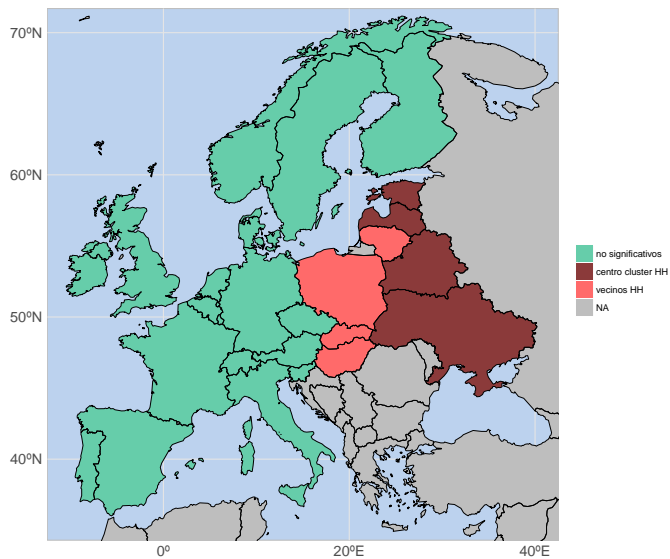 70ºN
60ºN
50ºN
40ºN
0º
20ºE
40ºE
no significativos
centro cluster HH
vecinos HH
NA